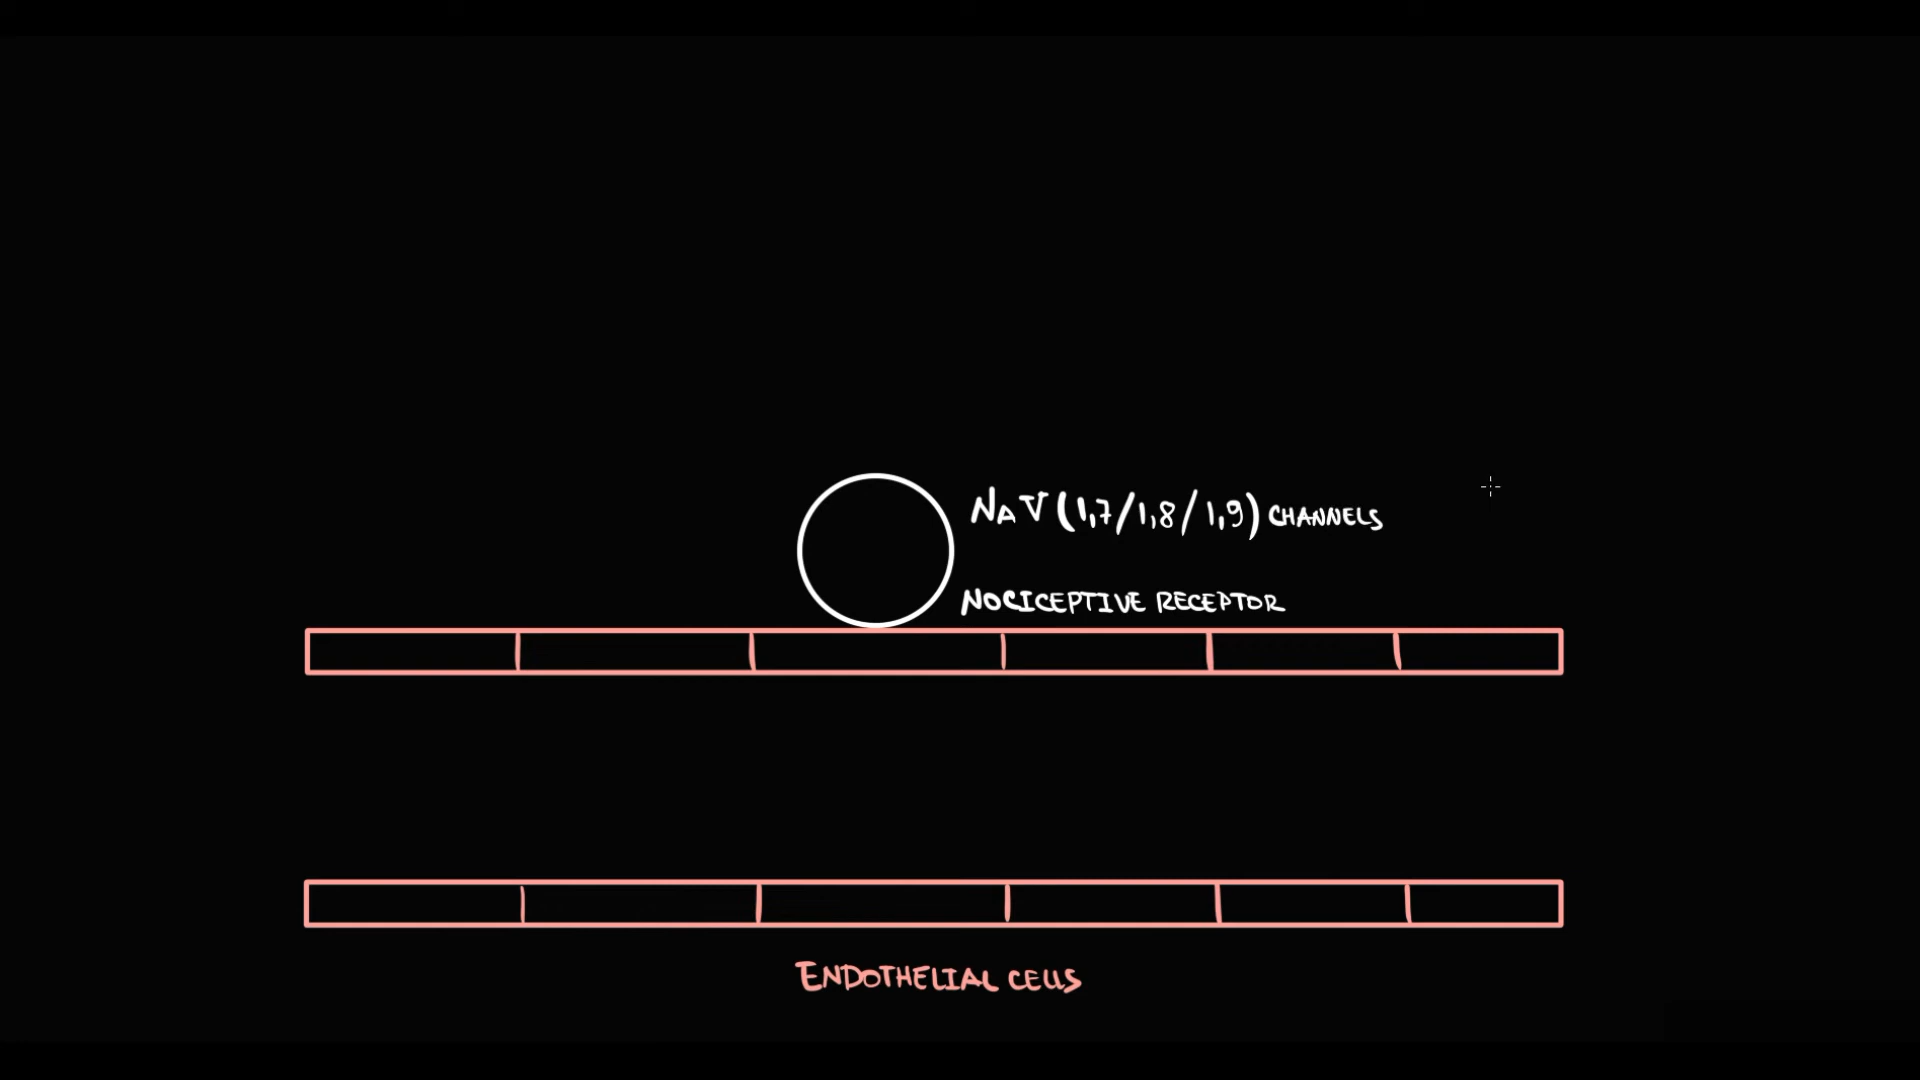 NaV (1,7/1,8/1,9) CHANNELS
NOCICEPTIVE RECEPTOR
ENDOTHELIAL CELLS